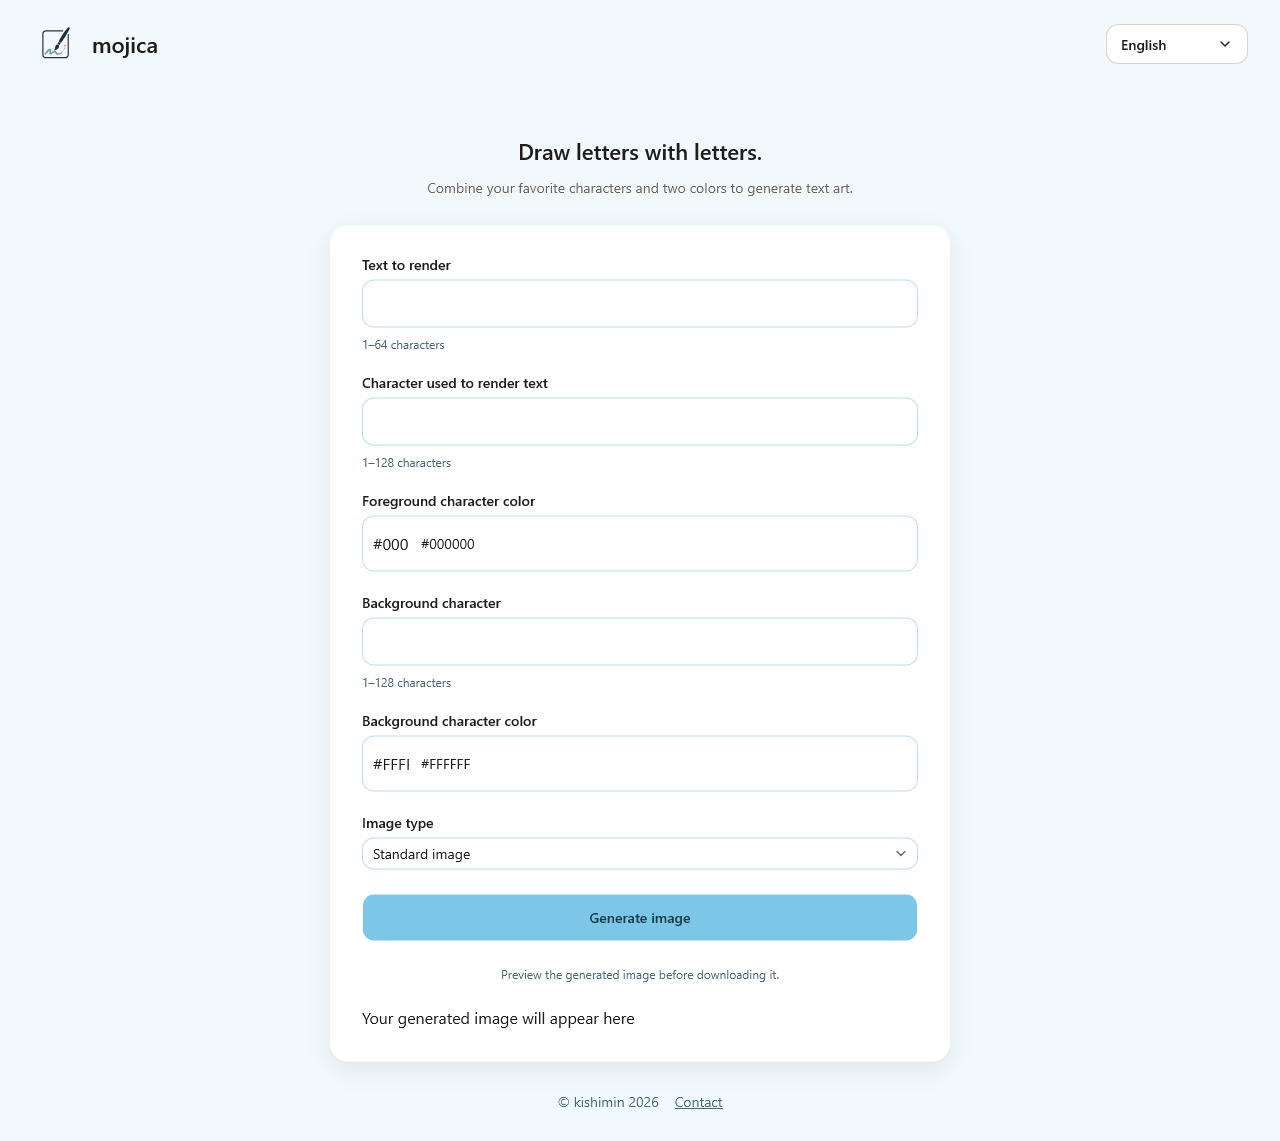 mojica
English
Draw letters with letters.
Combine your favorite characters and two colors to generate text art.
Text to render
1–64 characters
Character used to render text
1–128 characters
Foreground character color
#000 #000000
Background character
1–128 characters
Background character color
#FFFI #FFFFFF
Image type
Standard image
Generate image
Preview the generated image before downloading it.
Your generated image will appear here
© kishimin 2026 Contact